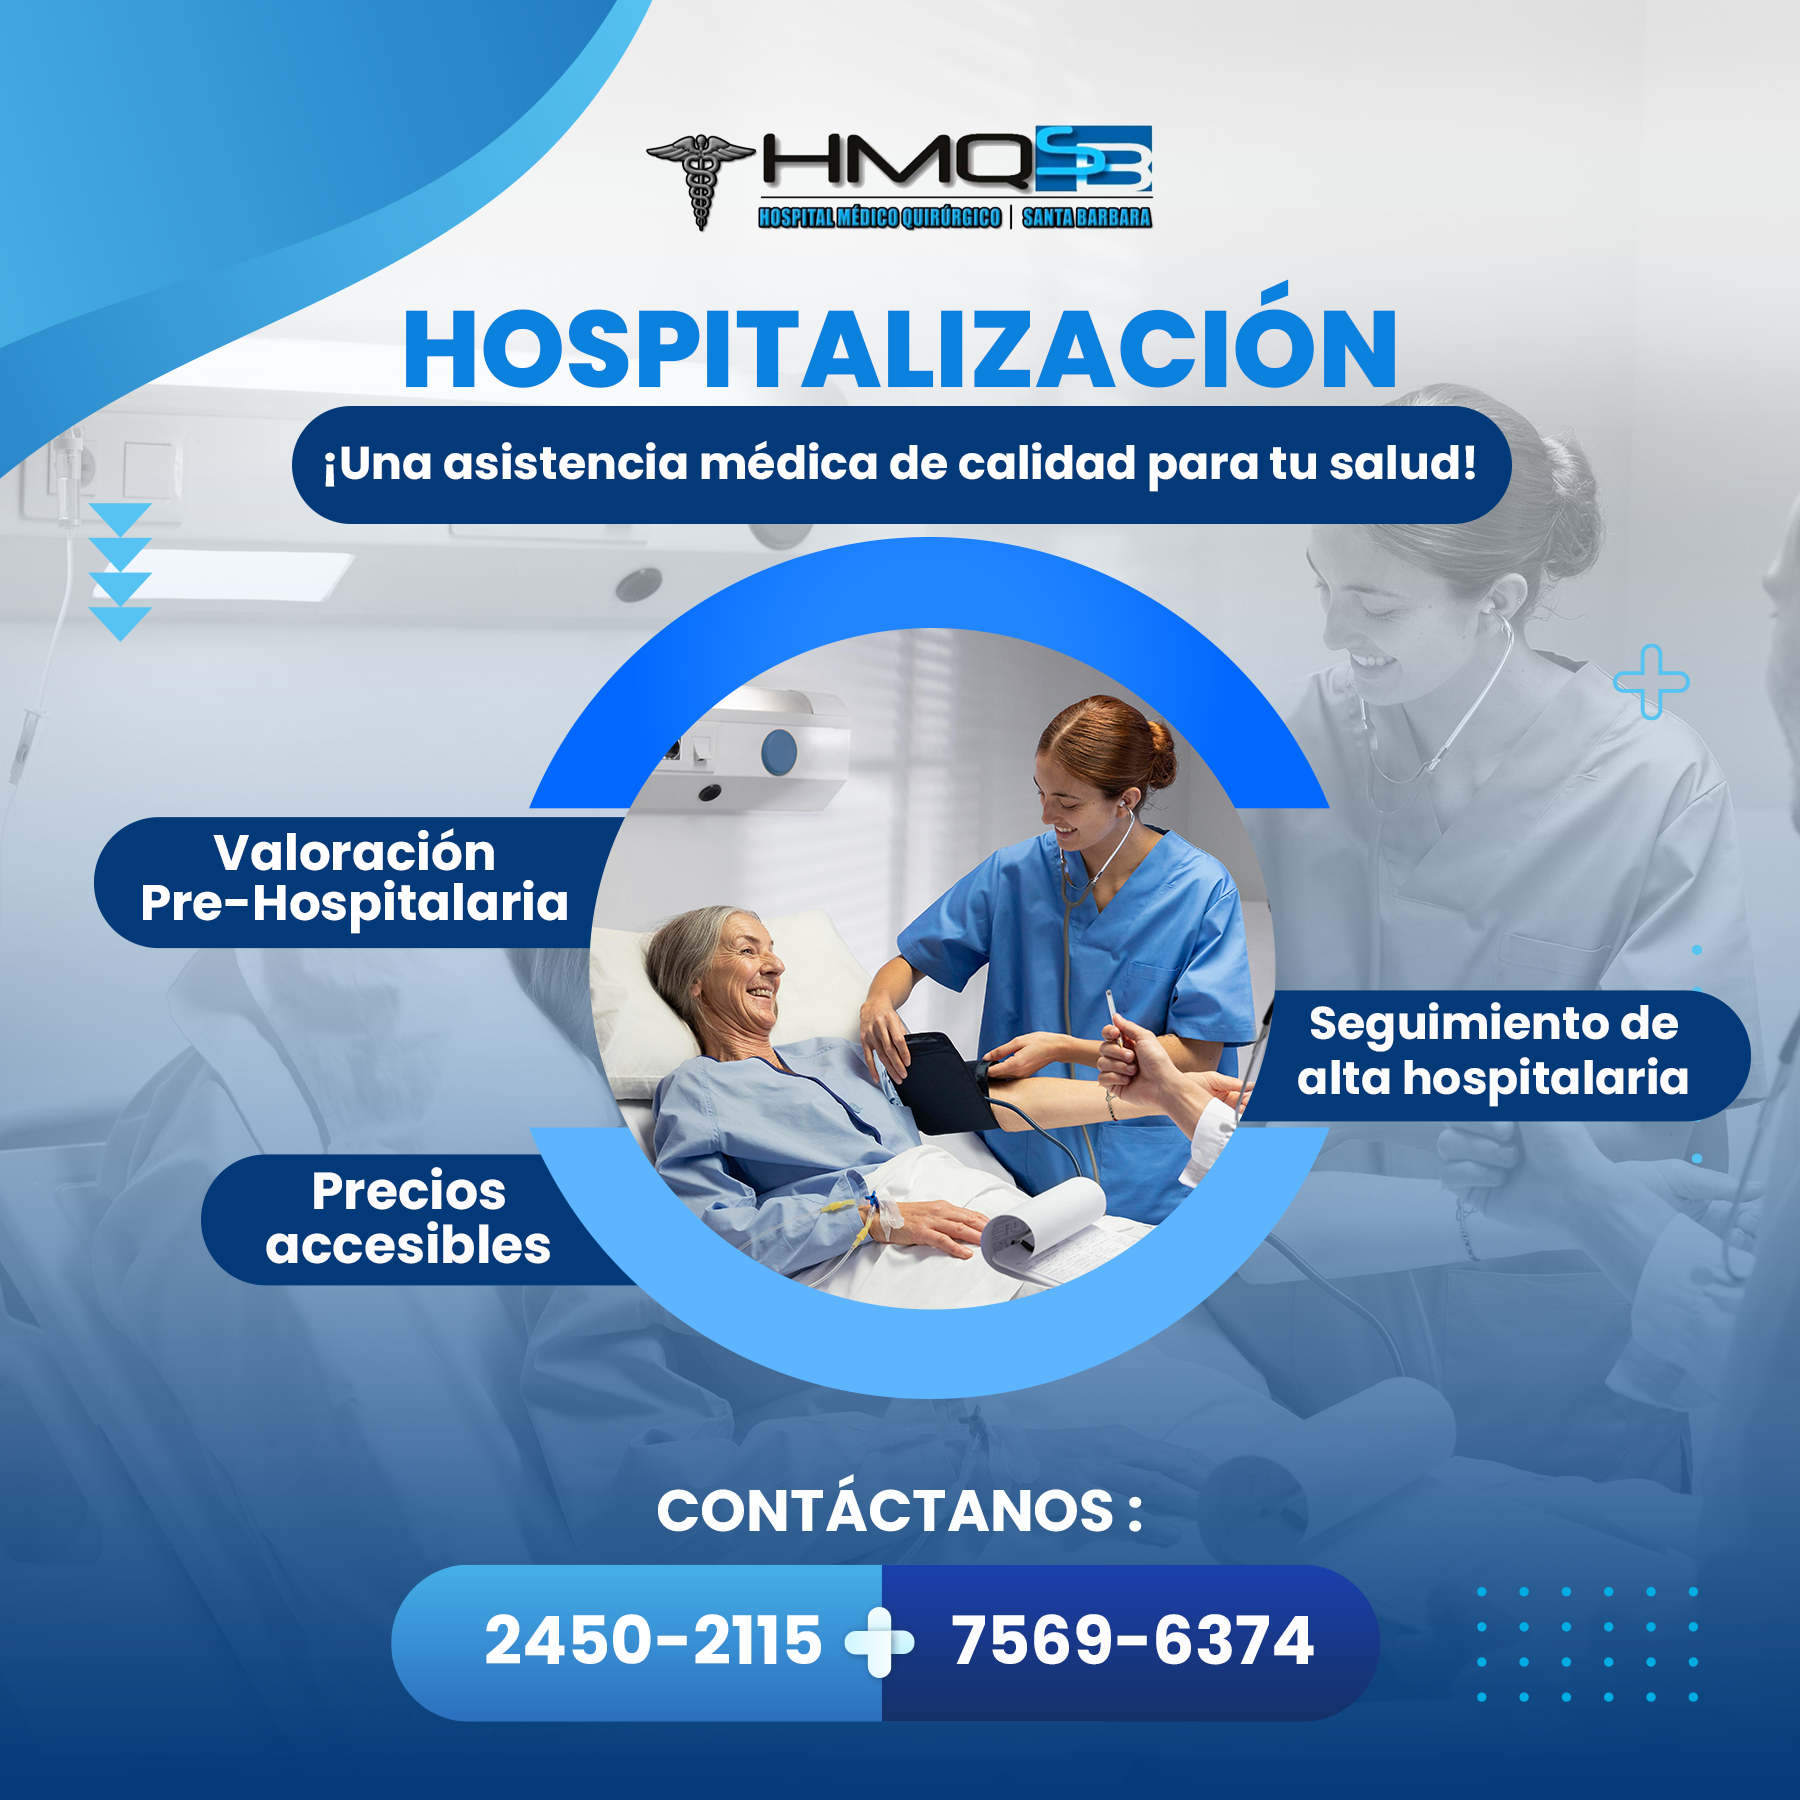 HMQSB
HOSPITAL MÉDICO QUIRÚRGICO | SANTA BARBARA
HOSPITALIZACIÓN
¡Una asistencia médica de calidad para tu salud!
Valoración
Pre-Hospitalaria
Seguimiento de
alta hospitalaria
Precios
accesibles
CONTÁCTANOS :
2450-2115
7569-6374